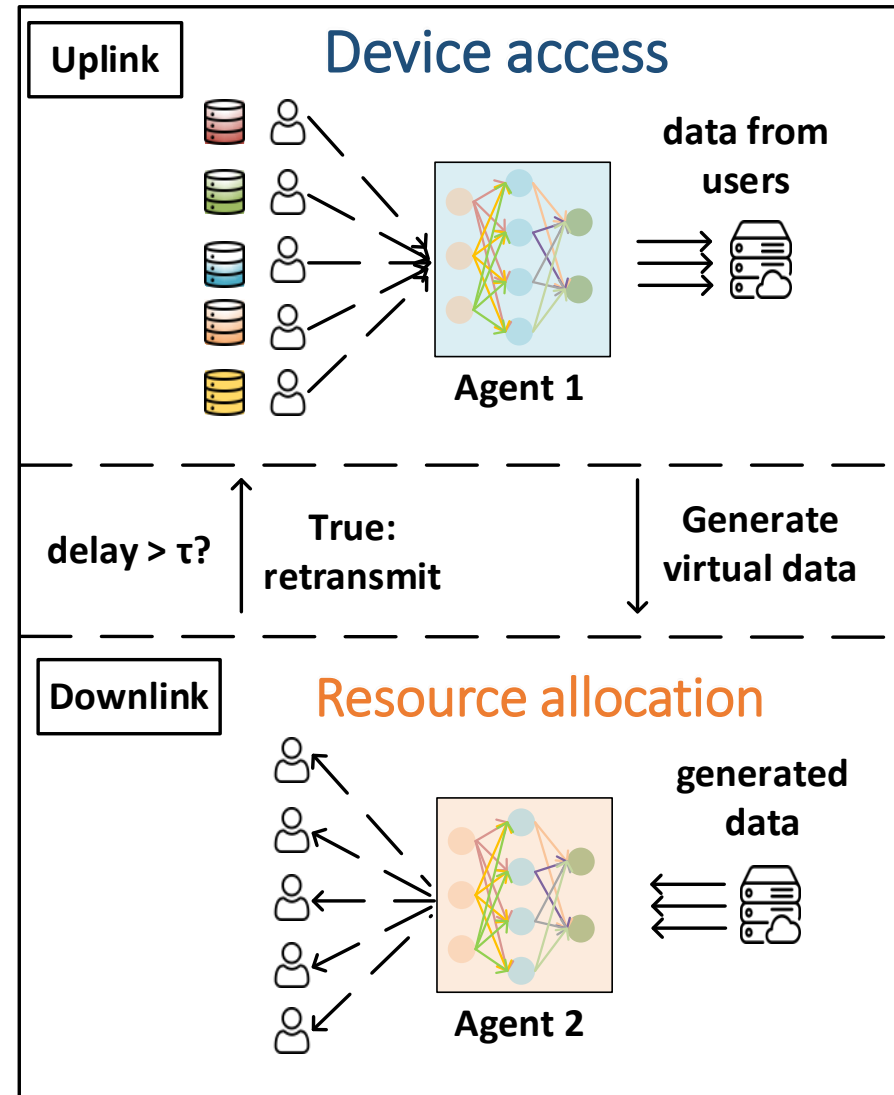 Uplink
Device access
data from
users
Agent 1
delay > τ?
True:
retransmit
Generate
virtual data
Downlink
Resource allocation
generated
data
Agent 2